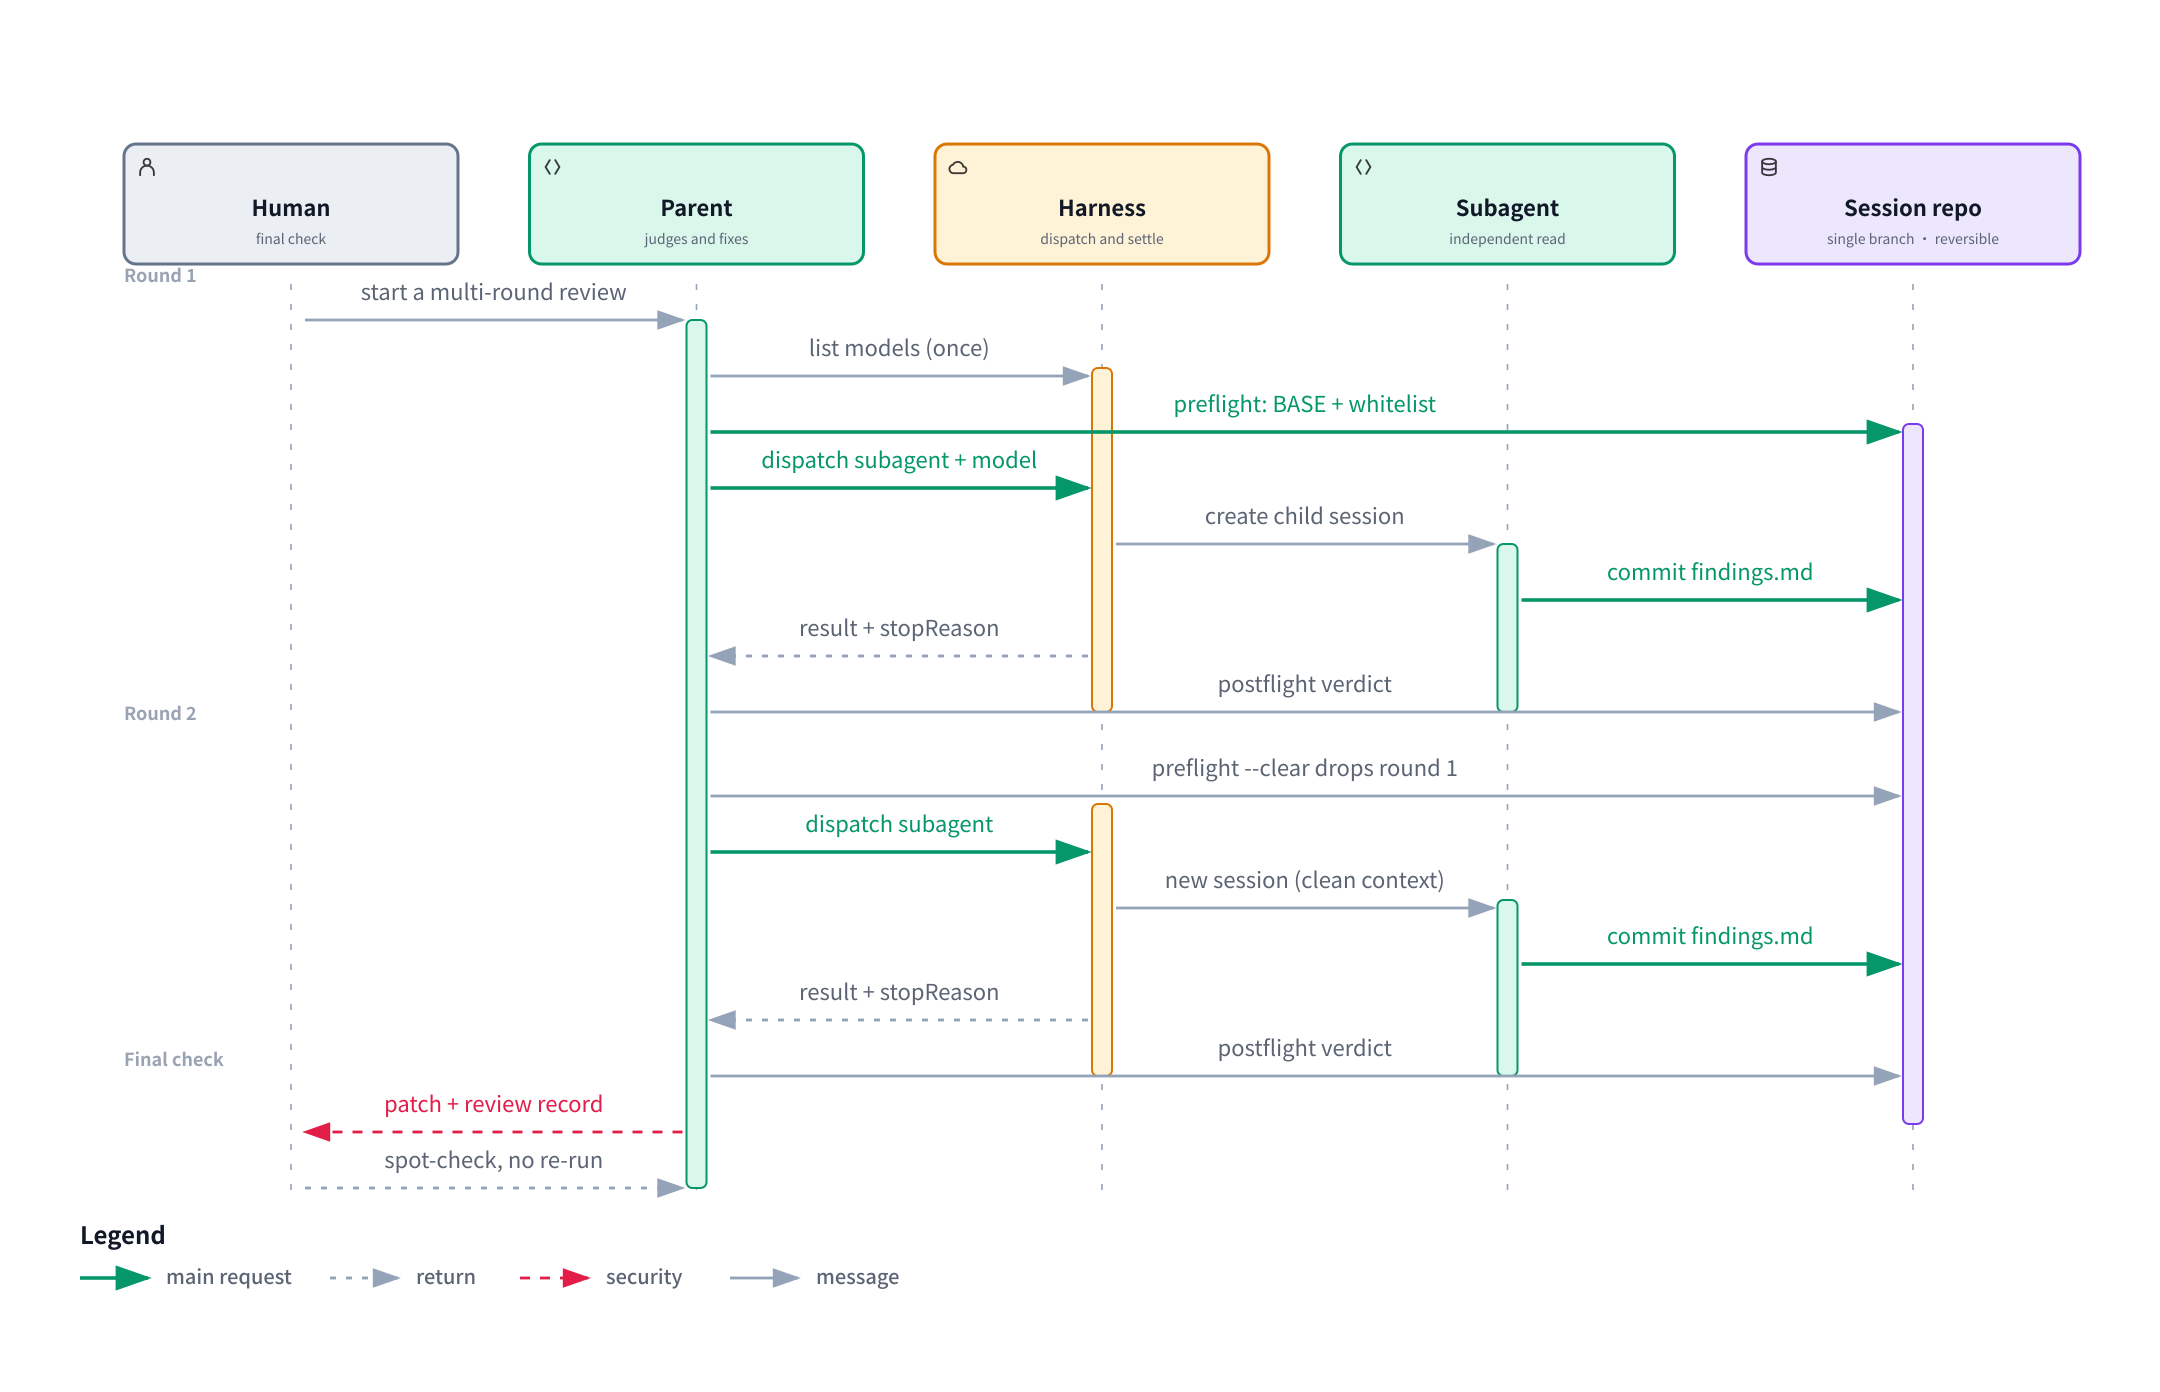 Human
final check
Parent
judges and fixes
Harness
dispatch and settle
Subagent
independent read
Session repo
single branch • reversible
Round 1
start a multi-round review
list models (once)
preflight: BASE + whitelist
dispatch subagent + model
create child session
commit findings.md
result + stopReason
postflight verdict
Round 2
preflight --clear drops round 1
dispatch subagent
new session (clean context)
commit findings.md
result + stopReason
postflight verdict
Final check
patch + review record
spot-check, no re-run
Legend
main request
return
security
message